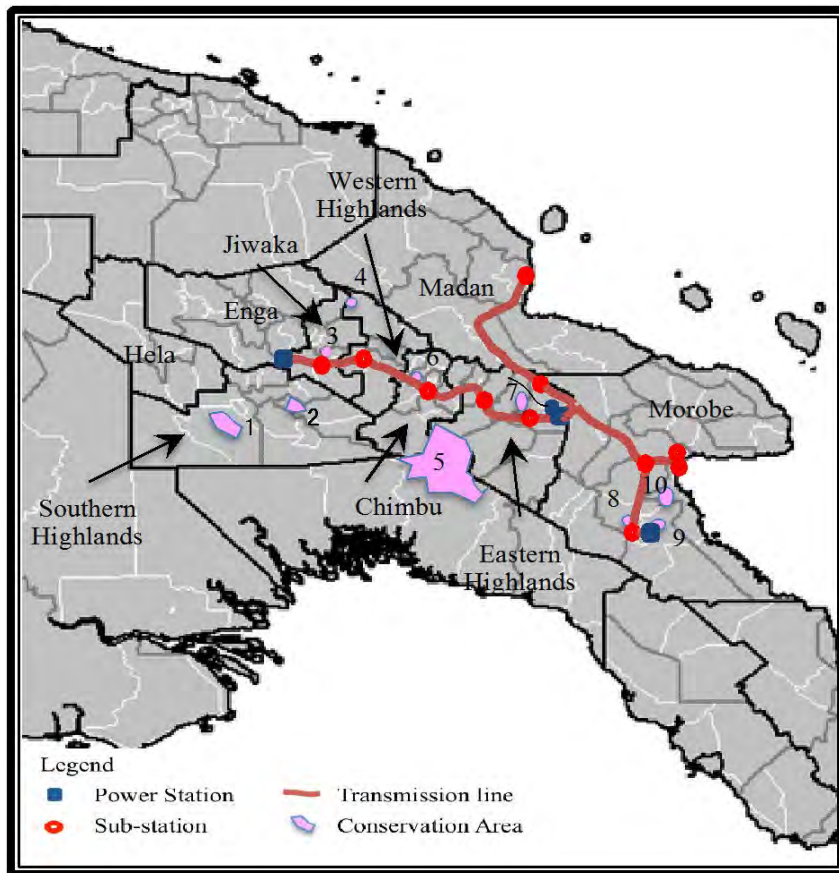 Western
Highlands
Jiwaka
4
Madan
Enga
3
Hela
6
7
Morobe
1
2
5
10
8
9
Southern
Highlands
Chimbu
Eastern
Highlands
Legend
Power Station
Transmission line
Sub-station
Conservation Area